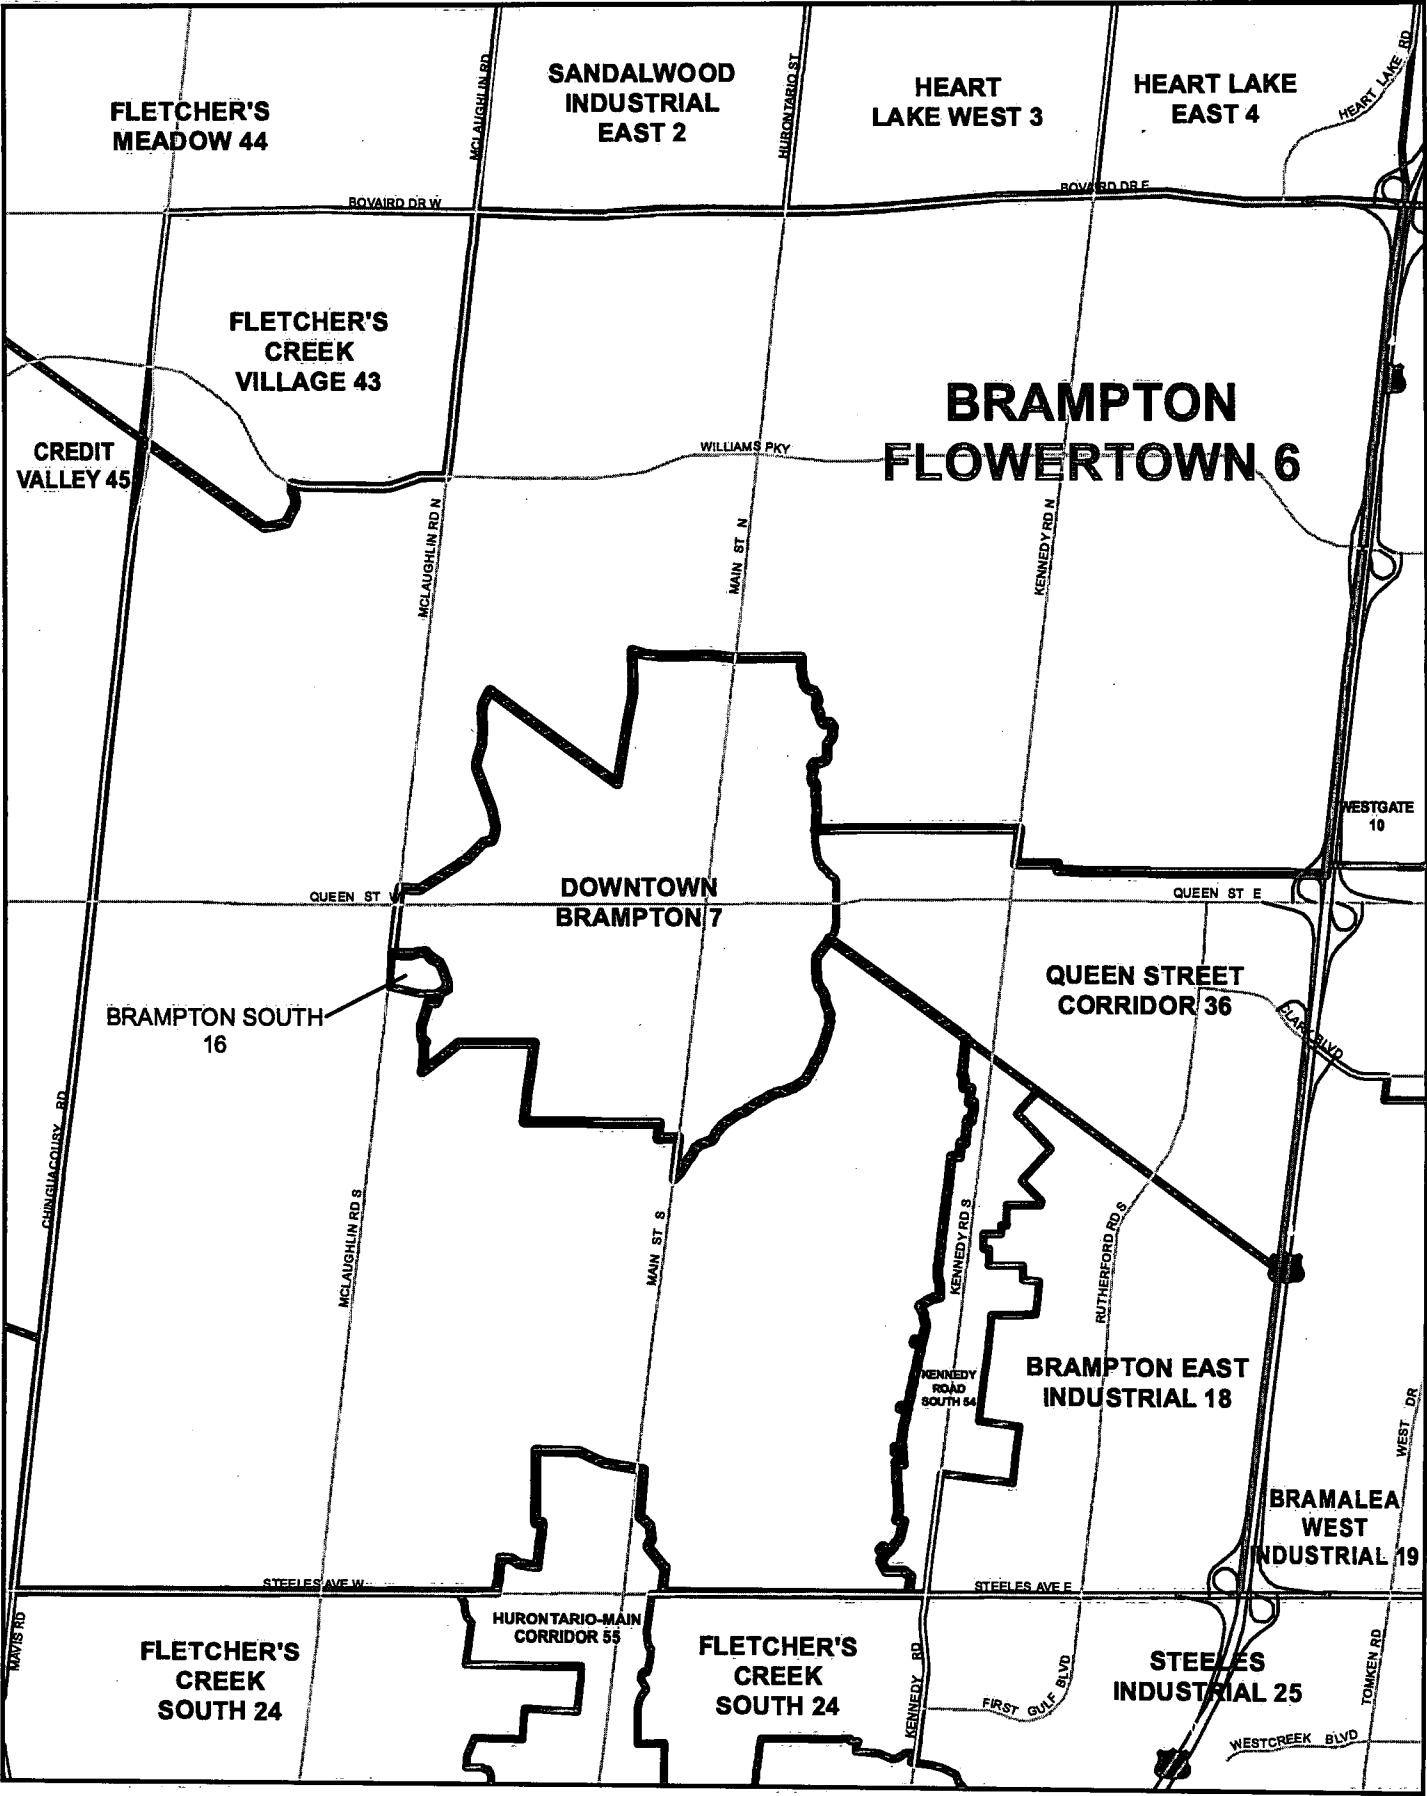 FLETCHER'S
MEADOW 44
SANDALWOOD
INDUSTRIAL
EAST 2
HEART
LAKE WEST 3
HEART LAKE
EAST 4
MCLAUGHLIN RD
HURONTARIO ST
HEART LAKE RD
BOVAIRD DR W
BOVAIRD DR E
FLETCHER'S
CREEK
VILLAGE 43
BRAMPTON
FLOWERTOWN 6
CREDIT
VALLEY 45
WILLIAMS PKY
MCLAUGHLIN RD N
MAIN ST N
KENNEDY RD N
WESTGATE
10
QUEEN ST W
DOWNTOWN
BRAMPTON 7
QUEEN ST E
QUEEN STREET
CORRIDOR 36
BRAMPTON SOUTH
16
CLARK BLVD
CHINGUACOUSY RD
MCLAUGHLIN RD S
MAIN ST S
KENNEDY RD S
RUTHERFORD RD S
KENNEDY
ROAD
SOUTH 54
BRAMPTON EAST
INDUSTRIAL 18
WEST DR
BRAMALEA
WEST
INDUSTRIAL 19
STEELES AVE W
STEELES AVE E
MAVIS RD
HURONTARIO-MAIN
CORRIDOR 55
FLETCHER'S
CREEK
SOUTH 24
FLETCHER'S
CREEK
SOUTH 24
KENNEDY RD
FIRST GULF BLVD
STEELES
INDUSTRIAL 25
TOMKEN RD
WESTCREEK BLVD